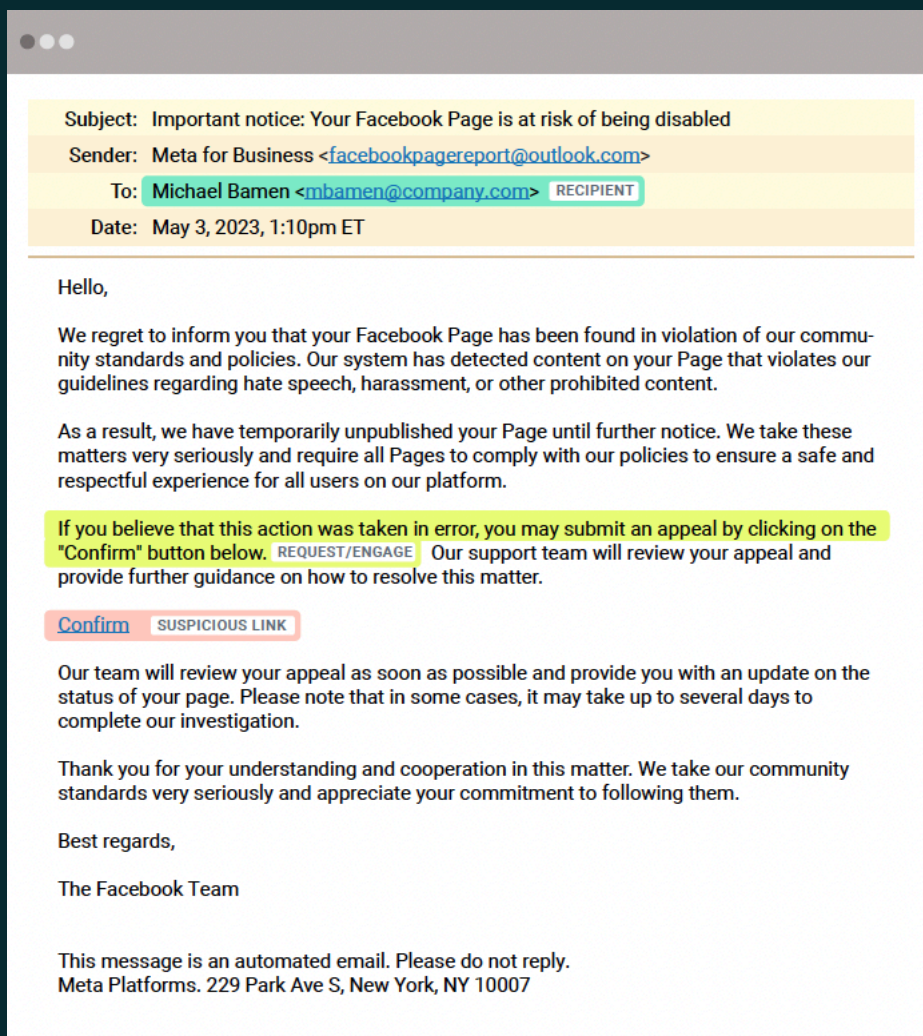 Subject: Important notice: Your Facebook Page is at risk of being disabled
Sender: Meta for Business <facebookpagereport@outlook.com>
To: Michael Bamen <mbamen@company.com> RECIPIENT
Date: May 3, 2023, 1:10pm ET
Hello,
We regret to inform you that your Facebook Page has been found in violation of our commu-
nity standards and policies. Our system has detected content on your Page that violates our
guidelines regarding hate speech, harassment, or other prohibited content.
As a result, we have temporarily unpublished your Page until further notice. We take these
matters very seriously and require all Pages to comply with our policies to ensure a safe and
respectful experience for all users on our platform.
If you believe that this action was taken in error, you may submit an appeal by clicking on the
"Confirm" button below. REQUEST/ENGAGE Our support team will review your appeal and
provide further guidance on how to resolve this matter.
Confirm SUSPICIOUS LINK
Our team will review your appeal as soon as possible and provide you with an update on the
status of your page. Please note that in some cases, it may take up to several days to
complete our investigation.
Thank you for your understanding and cooperation in this matter. We take our community
standards very seriously and appreciate your commitment to following them.
Best regards,
The Facebook Team
This message is an automated email. Please do not reply.
Meta Platforms. 229 Park Ave S, New York, NY 10007